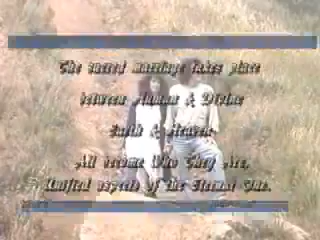 The sacred marriage takes place
between Human & Divine
Earth & Heaven
All become Who They Are,
Unified aspects of the Eternal One.